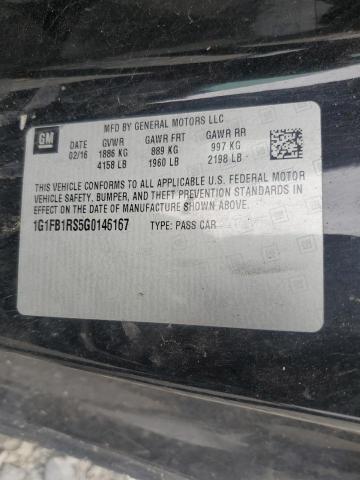 GM
MFD BY GENERAL MOTORS LLC
DATE GVWR GAWR FRT GAWR RR
02/16 1886 KG 889 KG 997 KG
4158 LB 1960 LB 2198 LB
THIS VEHICLE CONFORMS TO ALL APPLICABLE U.S. FEDERAL MOTOR
VEHICLE SAFETY, BUMPER, AND THEFT PREVENTION STANDARDS IN
EFFECT ON THE DATE OF MANUFACTURE SHOWN ABOVE.
1G1FB1RS5G0146167 TYPE: PASS CAR